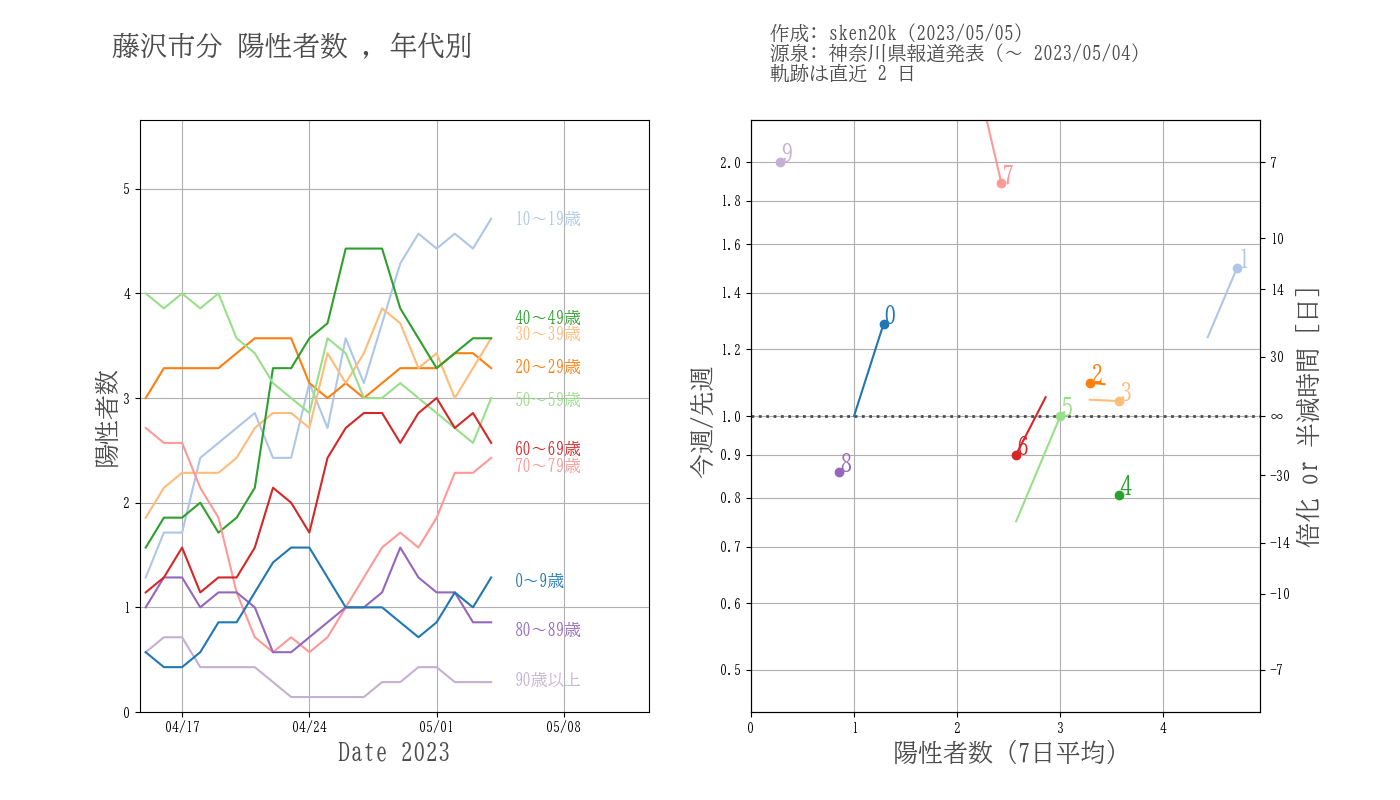 藤沢市分 陽性者数 , 年代別
作成: sken20k (2023/05/05)
源泉: 神奈川県報道発表 (〜 2023/05/04)
軌跡は直近 2 日
陽性者数
5
4
3
2
1
0
04/17
04/24
05/01
05/08
Date 2023
10〜19歳
40〜49歳
30〜39歳
20〜29歳
50〜59歳
60〜69歳
70〜79歳
0〜9歳
80〜89歳
90歳以上
今週/先週
2.0
1.8
1.6
1.4
1.2
1.0
0.9
0.8
0.7
0.6
0.5
0
1
2
3
4
陽性者数 (7日平均)
9
7
1
0
2
3
5
6
8
4
7
10
14
30
∞
−30
−14
−10
−7
倍化 or 半減時間 [日]